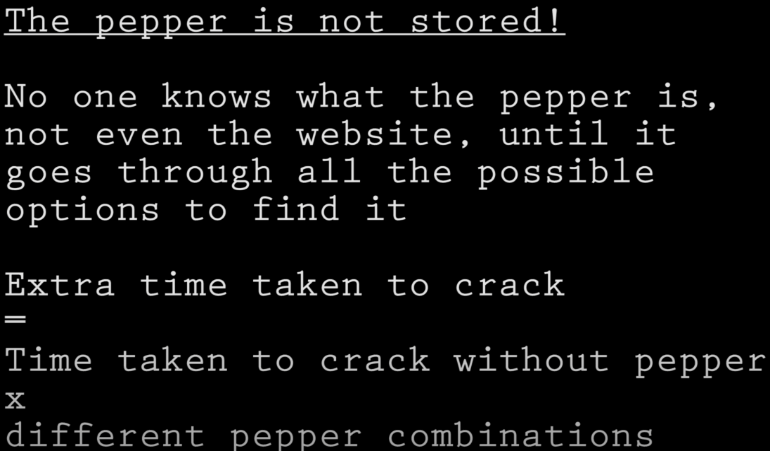 The pepper is not stored!
No one knows what the pepper is,
not even the website, until it
goes through all the possible
options to find it
Extra time taken to crack
=
Time taken to crack without pepper
x
different pepper combinations